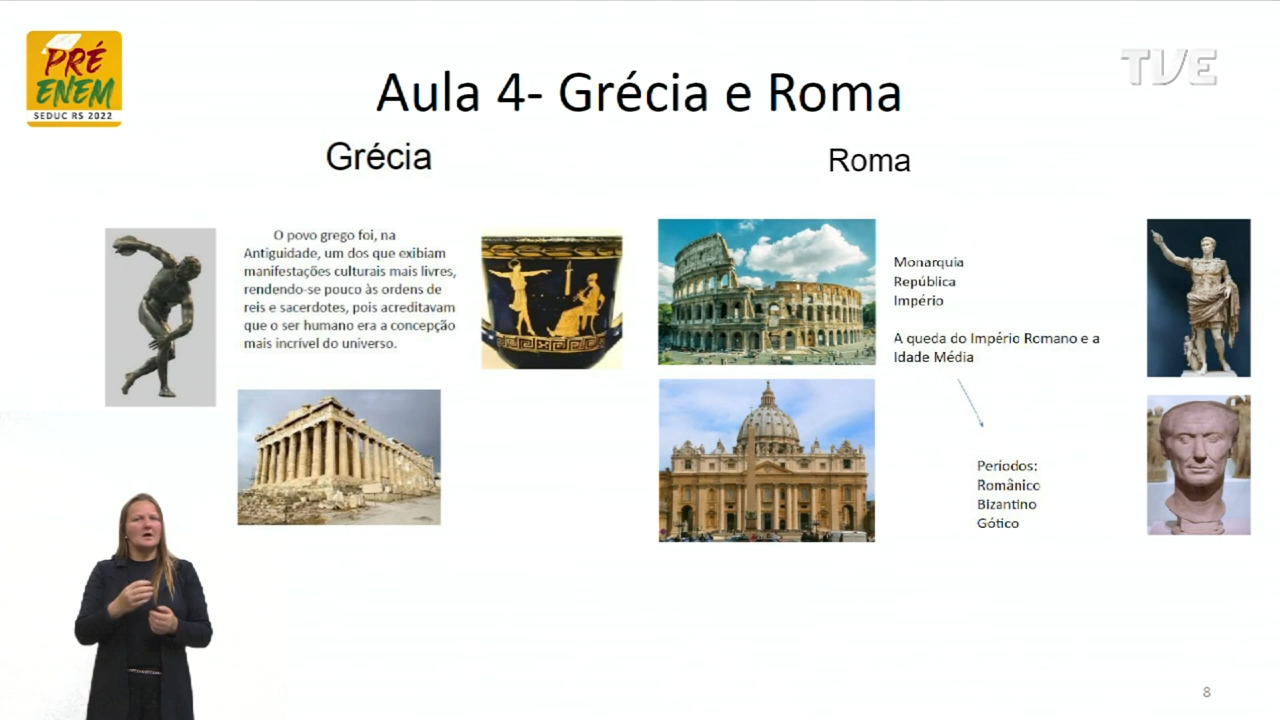 PRÉ
ENEM
SEDUC RS 2022
TVE
Aula 4- Grécia e Roma
Grécia
O povo grego foi, na
Antiguidade, um dos que exibiam
manifestações culturais mais livres,
rendendo-se pouco às ordens de
reis e sacerdotes, pois acreditavam
que o ser humano era a concepção
mais incrível do universo.
Roma
Monarquia
República
Império
A queda do Império Romano e a
Idade Média
Períodos:
Românico
Bizantino
Gótico
8